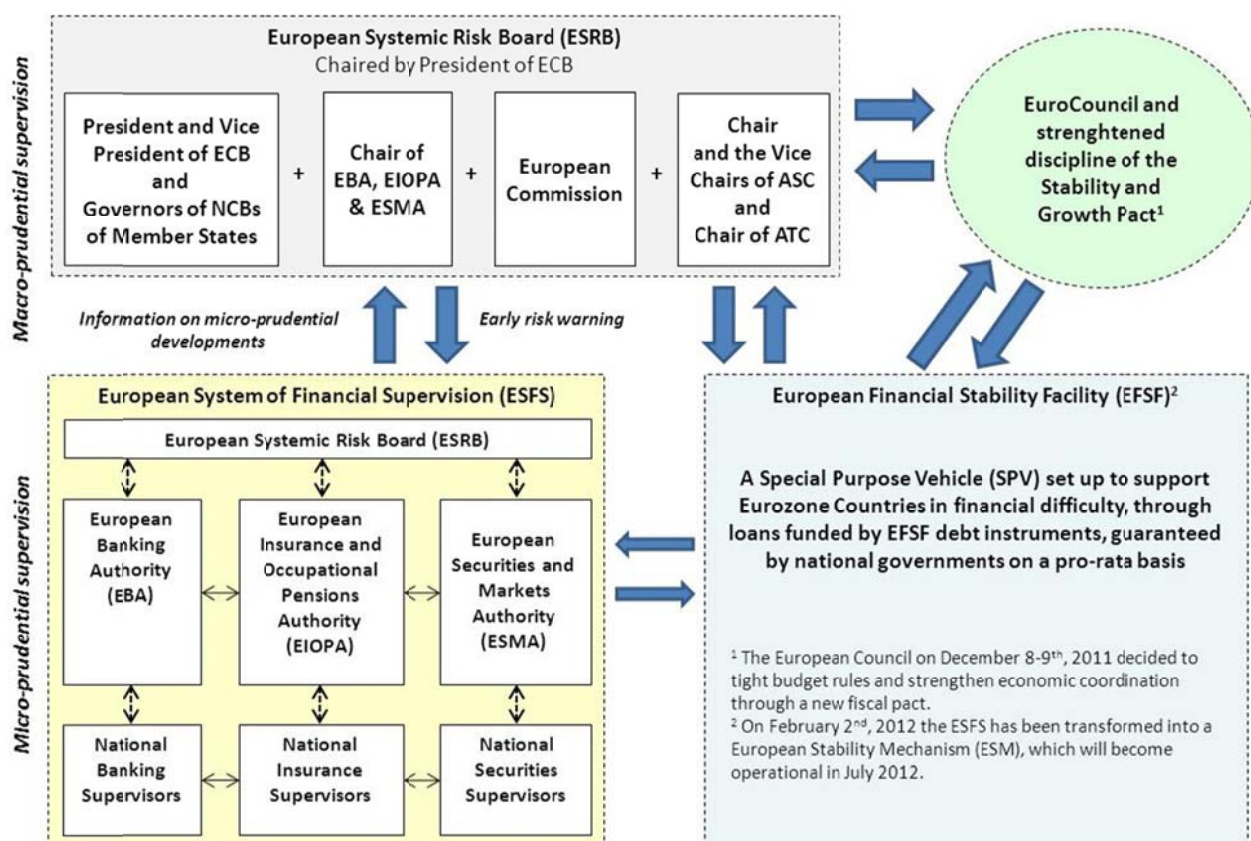 Macro-prudential supervision
European Systemic Risk Board (ESRB)
Chaired by President of ECB
President and Vice
President of ECB
and
Governors of NCBs
of Member States
+
Chair of
EBA, EIOPA
& ESMA
+
European
Commission
+
Chair
and the Vice
Chairs of ASC
and
Chair of ATC
EuroCouncil and
strenghtened
discipline of the
Stability and
Growth Pact¹
Information on micro-prudential
developments
Early risk warning
Micro-prudential supervision
European System of Financial Supervision (ESFS)
European Systemic Risk Board (ESRB)
European
Banking
Authority
(EBA)
European
Insurance and
Occupational
Pensions
Authority
(EIOPA)
European
Securities and
Markets
Authority
(ESMA)
National
Banking
Supervisors
National
Insurance
Supervisors
National
Securities
Supervisors
European Financial Stability Facility (EFSF)²
A Special Purpose Vehicle (SPV) set up to support
Eurozone Countries in financial difficulty, through
loans funded by EFSF debt instruments, guaranteed
by national governments on a pro-rata basis
¹ The European Council on December 8-9th, 2011 decided to
tight budget rules and strengthen economic coordination
through a new fiscal pact.
² On February 2nd, 2012 the ESFS has been transformed into a
European Stability Mechanism (ESM), which will become
operational in July 2012.